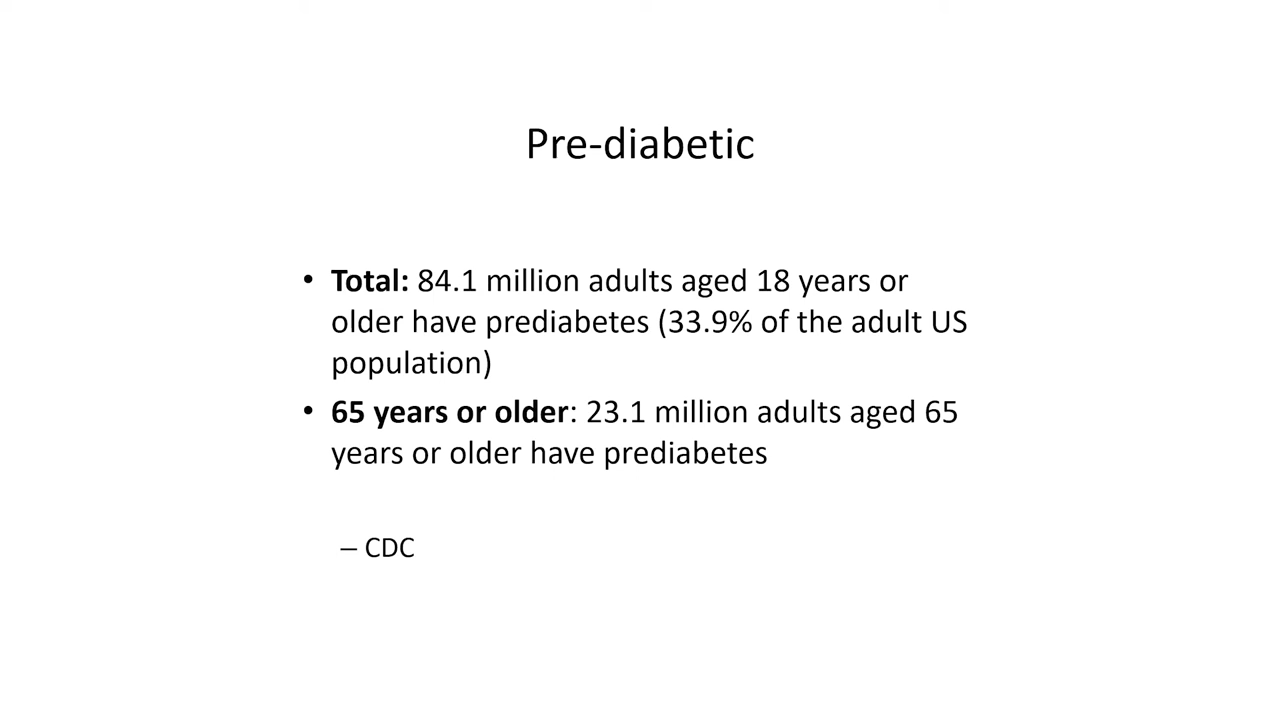 Pre-diabetic
• Total: 84.1 million adults aged 18 years or
older have prediabetes (33.9% of the adult US
population)
• 65 years or older: 23.1 million adults aged 65
years or older have prediabetes
– CDC